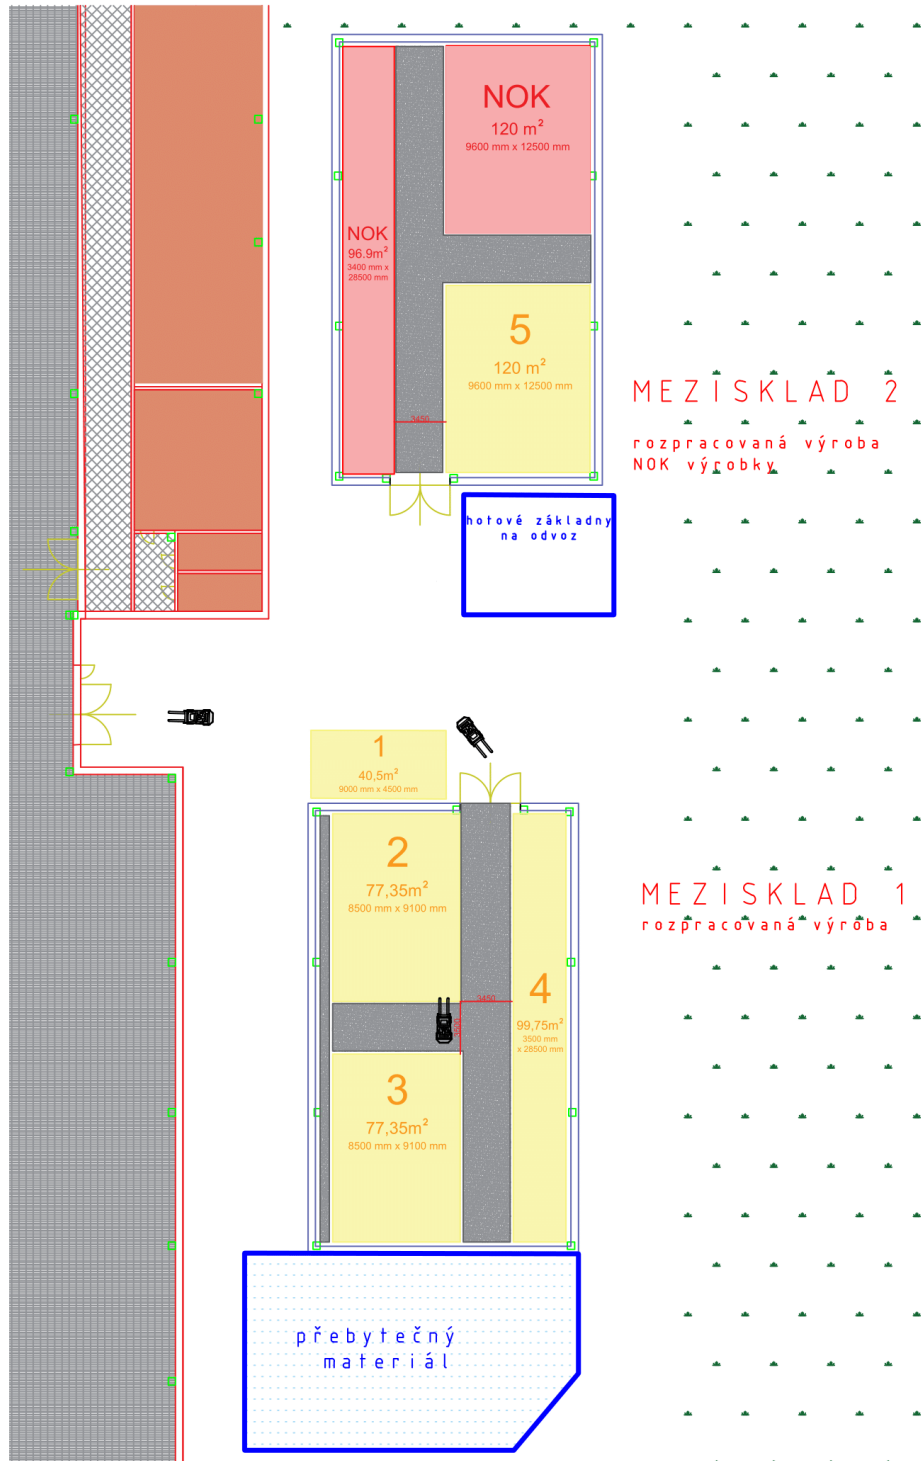 NOK
120 m²
9600 mm x 12500 mm
NOK
96.9m²
3400 mm x
28500 mm
5
120 m²
9600 mm x 12500 mm
3450
MEZISKLAD 2
rozpracovaná výroba
NOK výrobky
hotové základny
na odvoz
1
40,5m²
9000 mm x 4500 mm
2
77,35m²
8500 mm x 9100 mm
MEZISKLAD 1
rozpracovaná výroba
3450
4
99,75m²
3500 mm
x 28500 mm
3
77,35m²
8500 mm x 9100 mm
přebytečný
materiál